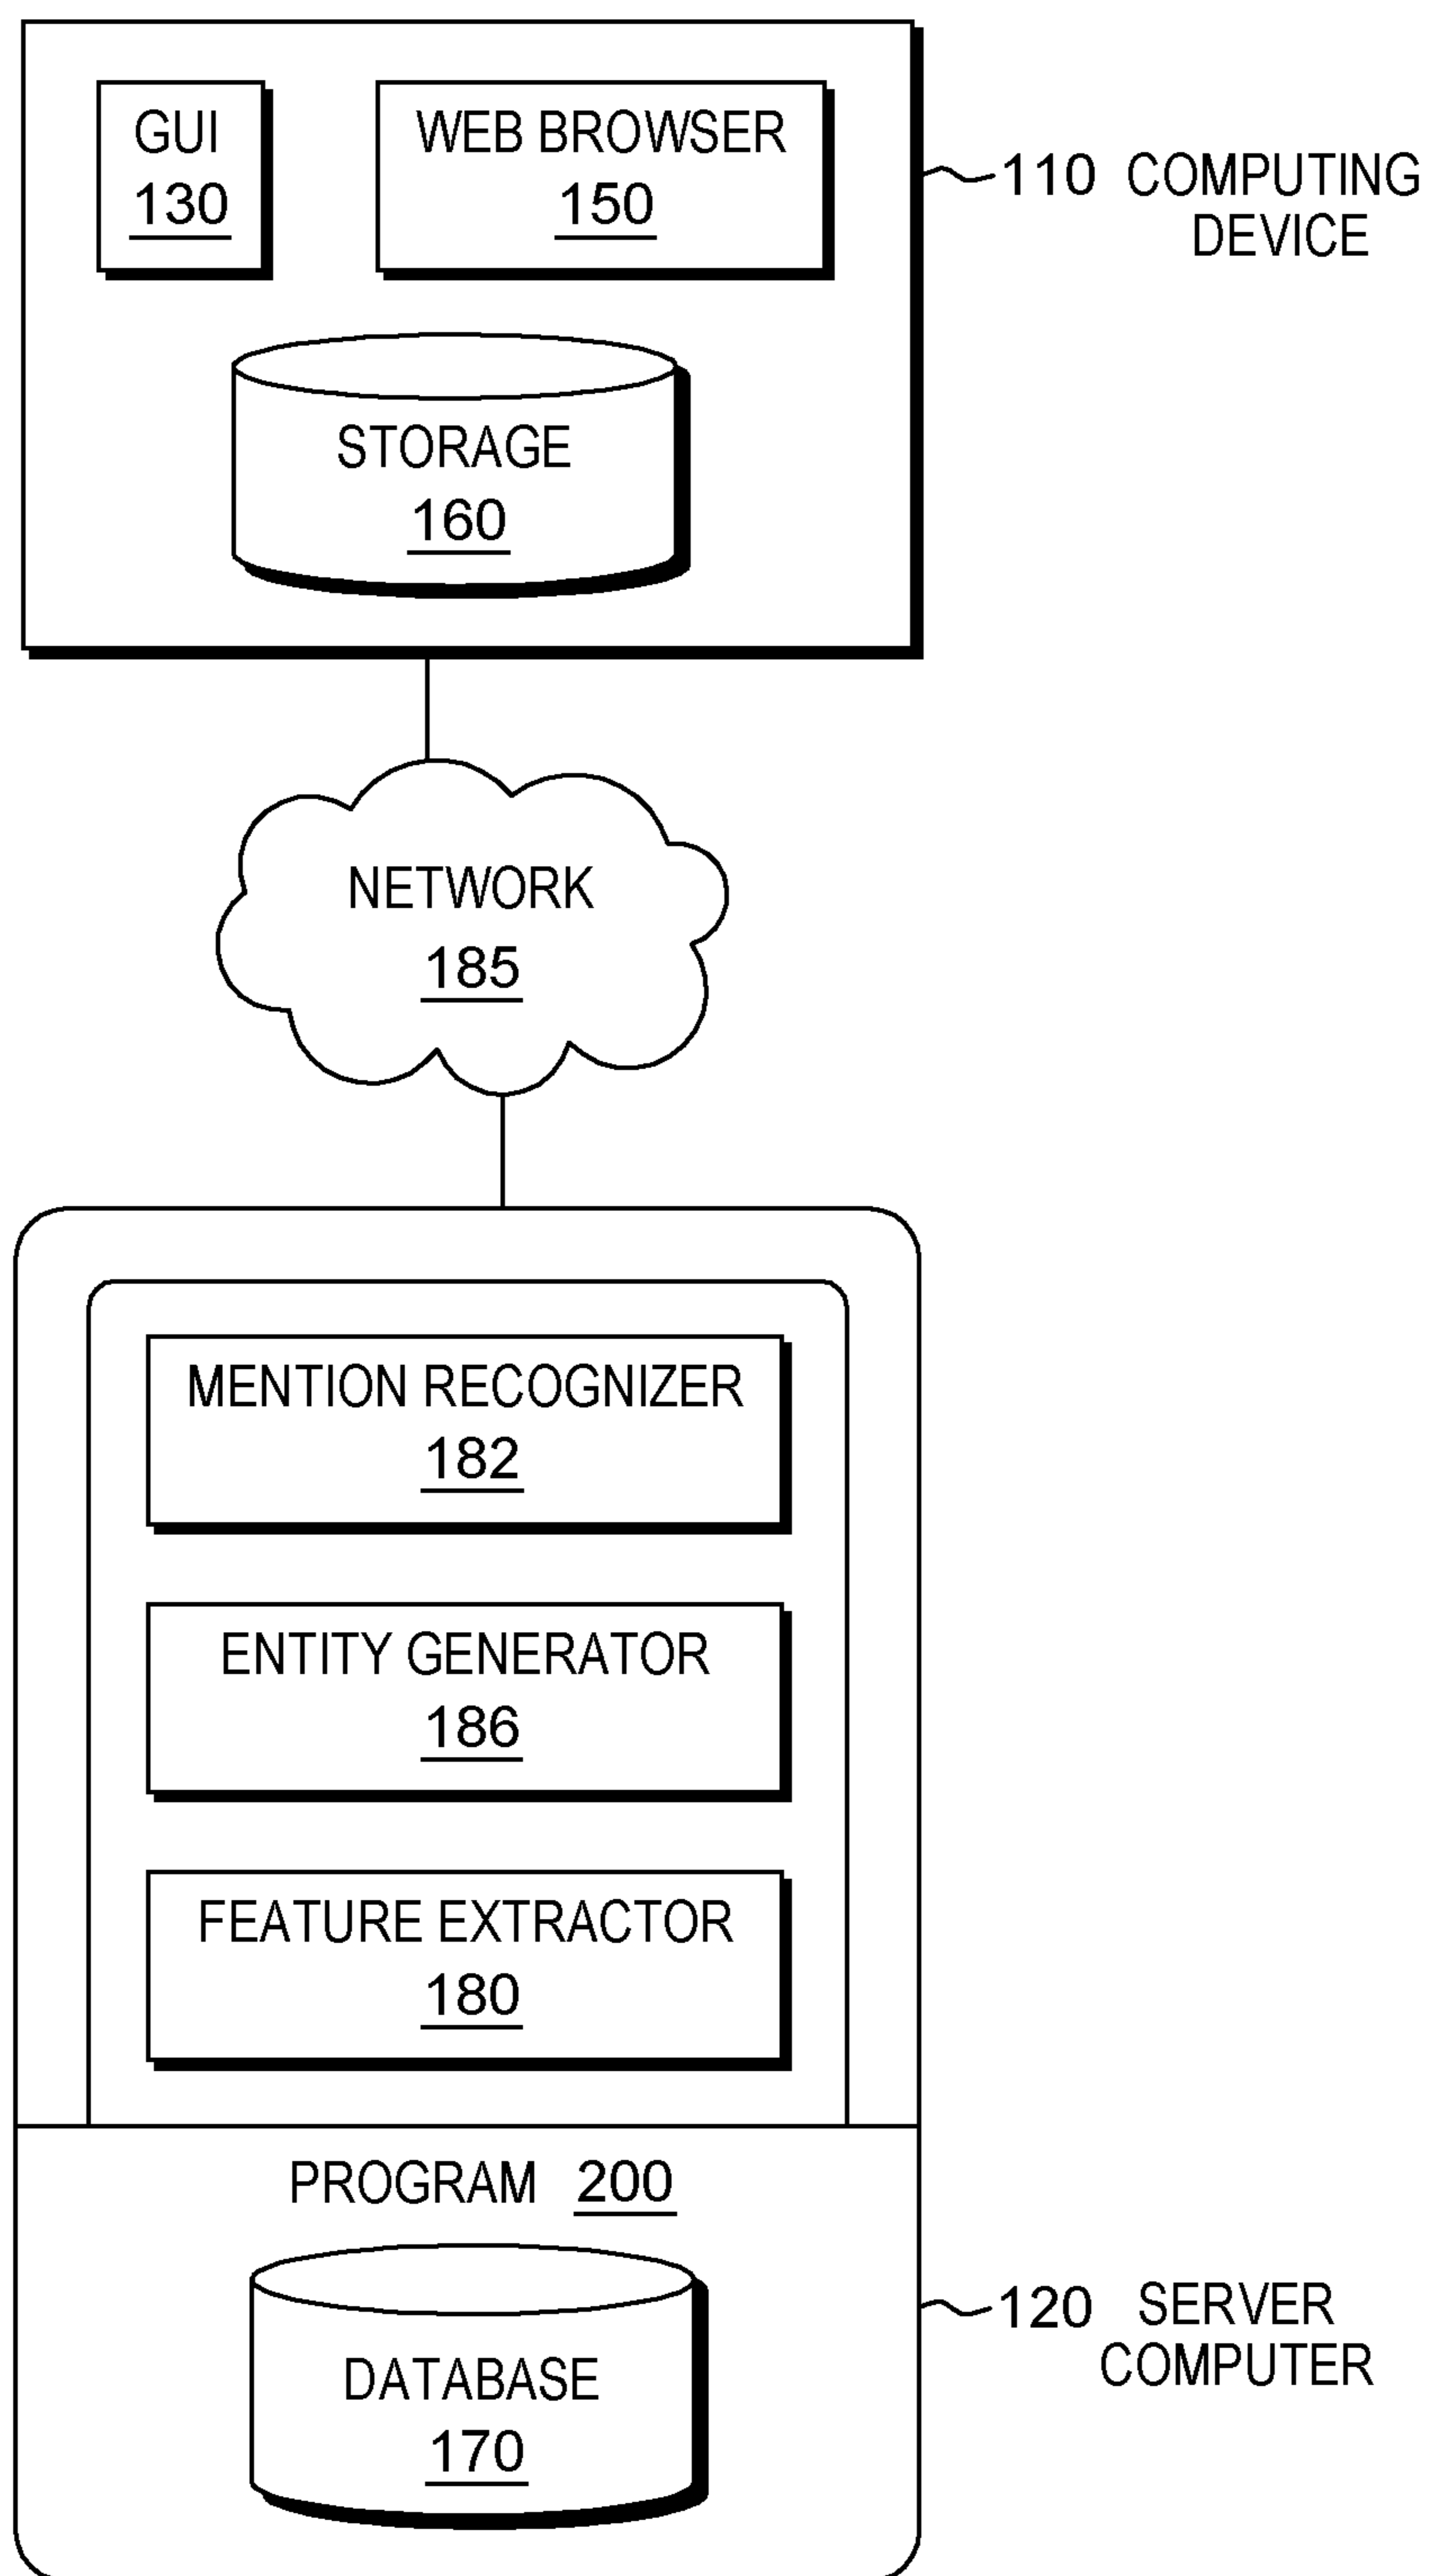 GUI
130
WEB BROWSER
150
110 COMPUTING
DEVICE
STORAGE
160
NETWORK
185
MENTION RECOGNIZER
182
ENTITY GENERATOR
186
FEATURE EXTRACTOR
180
PROGRAM 200
120 SERVER
COMPUTER
DATABASE
170